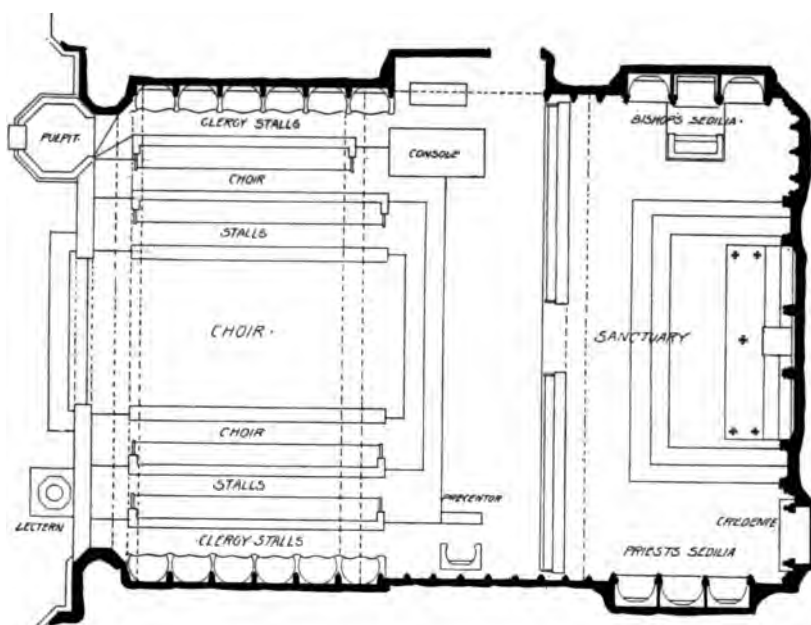 PULPIT.
CLERGY STALLS
CONSOLE
BISHOP'S SEDILIA.
CHOIR
STALLS
CHOIR.
SANCTUARY
CHOIR
STALLS
PRECENTOR
LECTERN
CREDENCE
CLERGY STALLS
PRIESTS SEDILIA